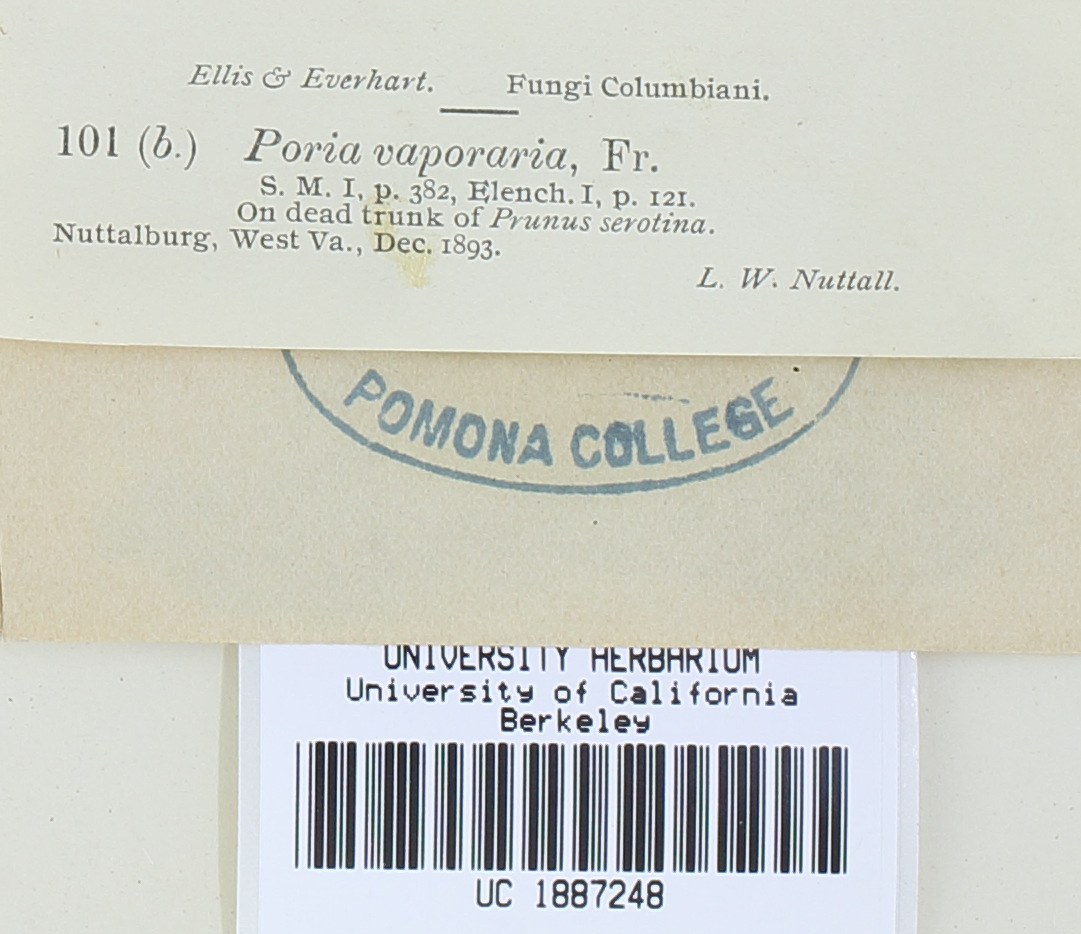 Ellis & Everhart. Fungi Columbiani.
101 (b.) Poria vaporaria, Fr.
S. M. I, p. 382, Elench. I, p. 121.
On dead trunk of Prunus serotina.
Nuttalburg, West Va., Dec. 1893.
L. W. Nuttall.
POMONA COLLEGE
UNIVERSITY HERBARIUM
University of California
Berkeley
UC 1887248